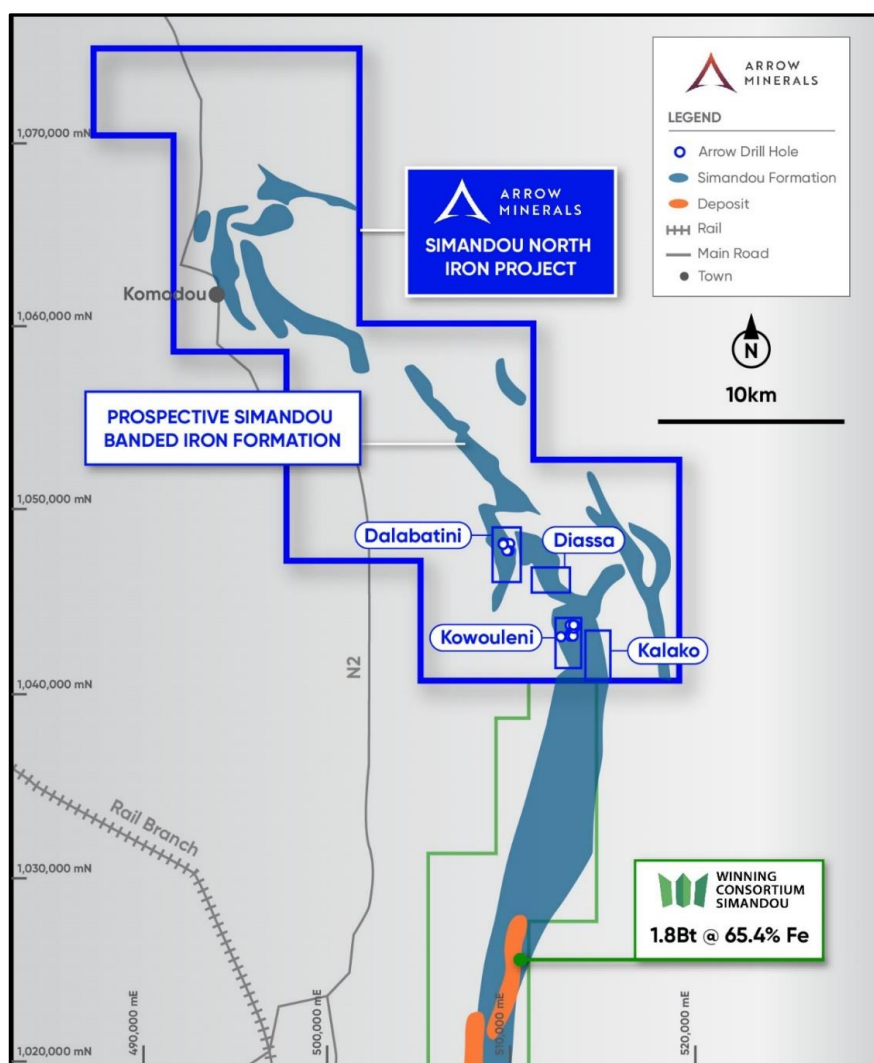 ARROW
MINERALS
LEGEND
Arrow Drill Hole
Simandou Formation
Deposit
Rail
Main Road
Town
N
10km
1,070,000 mN
ARROW
MINERALS
SIMANDOU NORTH
IRON PROJECT
Komodou
1,060,000 mN
PROSPECTIVE SIMANDOU
BANDED IRON FORMATION
1,050,000 mN
Dalabatini
Diassa
Kowouleni
Kalako
N2
1,040,000 mN
Rail Branch
1,030,000 mN
WINNING
CONSORTIUM
SIMANDOU
1.8Bt @ 65.4% Fe
490,000 mE
500,000 mE
510,000 mE
520,000 mE
1,020,000 mN